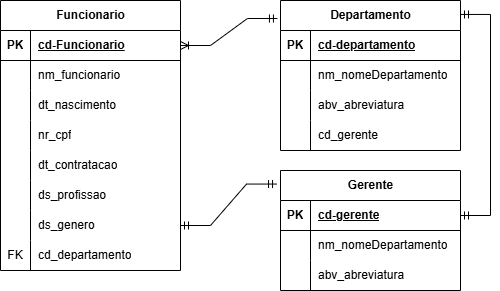 Funcionario
PK cd-Funcionario
nm_funcionario
dt_nascimento
nr_cpf
dt_contratacao
ds_profissao
ds_genero
FK cd_departamento
Departamento
PK cd-departamento
nm_nomeDepartamento
abv_abreviatura
cd_gerente
Gerente
PK cd-gerente
nm_nomeDepartamento
abv_abreviatura